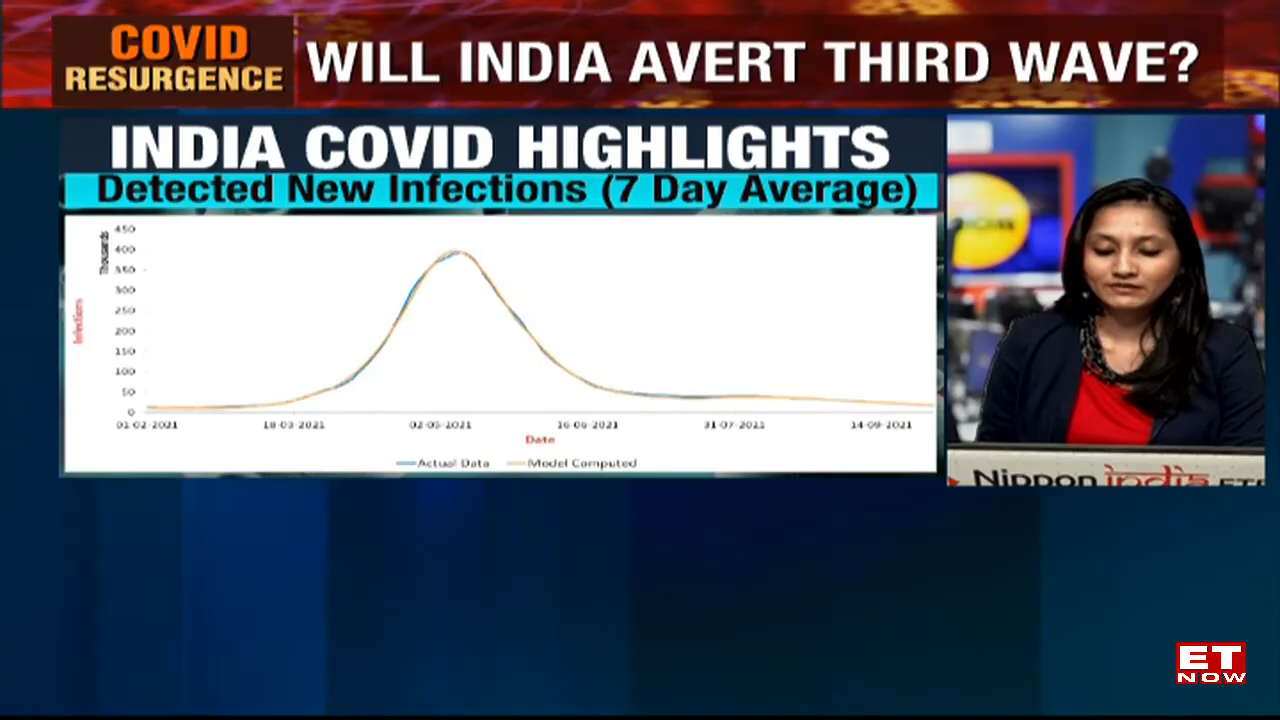 COVID
RESURGENCE
WILL INDIA AVERT THIRD WAVE?
INDIA COVID HIGHLIGHTS
Detected New Infections (7 Day Average)
Thousands
Infections
450
400
350
300
250
200
150
100
50
0
01-02-2021 18-03-2021 02-05-2021 16-06-2021 31-07-2021 14-09-2021
Date
Actual Data Model Computed
Nippon india ETF
ET
NOW